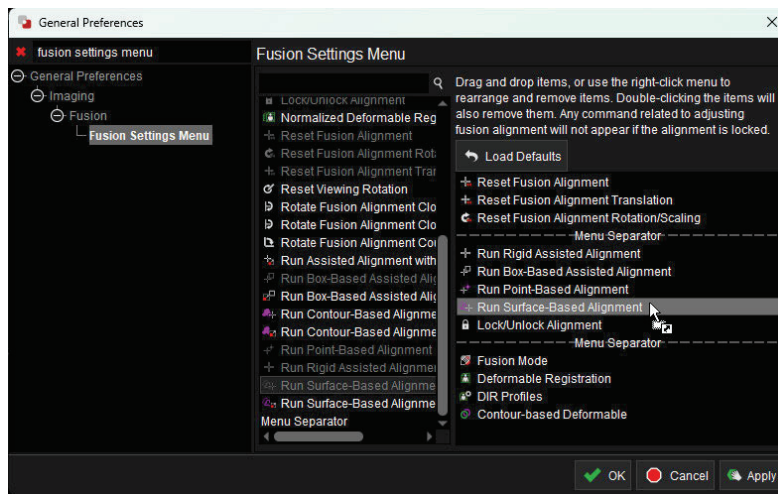 General Preferences
fusion settings menu
General Preferences
Imaging
Fusion
Fusion Settings Menu
Fusion Settings Menu
Lock/Unlock Alignment
Normalized Deformable Reg
Reset Fusion Alignment
Reset Fusion Alignment Rot
Reset Fusion Alignment Tra
Reset Viewing Rotation
Rotate Fusion Alignment Clo
Rotate Fusion Alignment Clo
Rotate Fusion Alignment Cou
Run Assisted Alignment with
Run Box-Based Assisted Alig
Run Box-Based Assisted Alig
Run Contour-Based Alignme
Run Contour-Based Alignme
Run Point-Based Alignment
Run Rigid Assisted Alignmer
Run Surface-Based Alignme
Run Surface-Based Alignme
Menu Separator
Drag and drop items, or use the right-click menu to
rearrange and remove items. Double-clicking the items will
also remove them. Any command related to adjusting
fusion alignment will not appear if the alignment is locked.
Load Defaults
Reset Fusion Alignment
Reset Fusion Alignment Translation
Reset Fusion Alignment Rotation/Scaling
Menu Separator
Run Rigid Assisted Alignment
Run Box-Based Assisted Alignment
Run Point-Based Alignment
Run Surface-Based Alignment
Lock/Unlock Alignment
Menu Separator
Fusion Mode
Deformable Registration
DIR Profiles
Contour-based Deformable
OK
Cancel
Apply